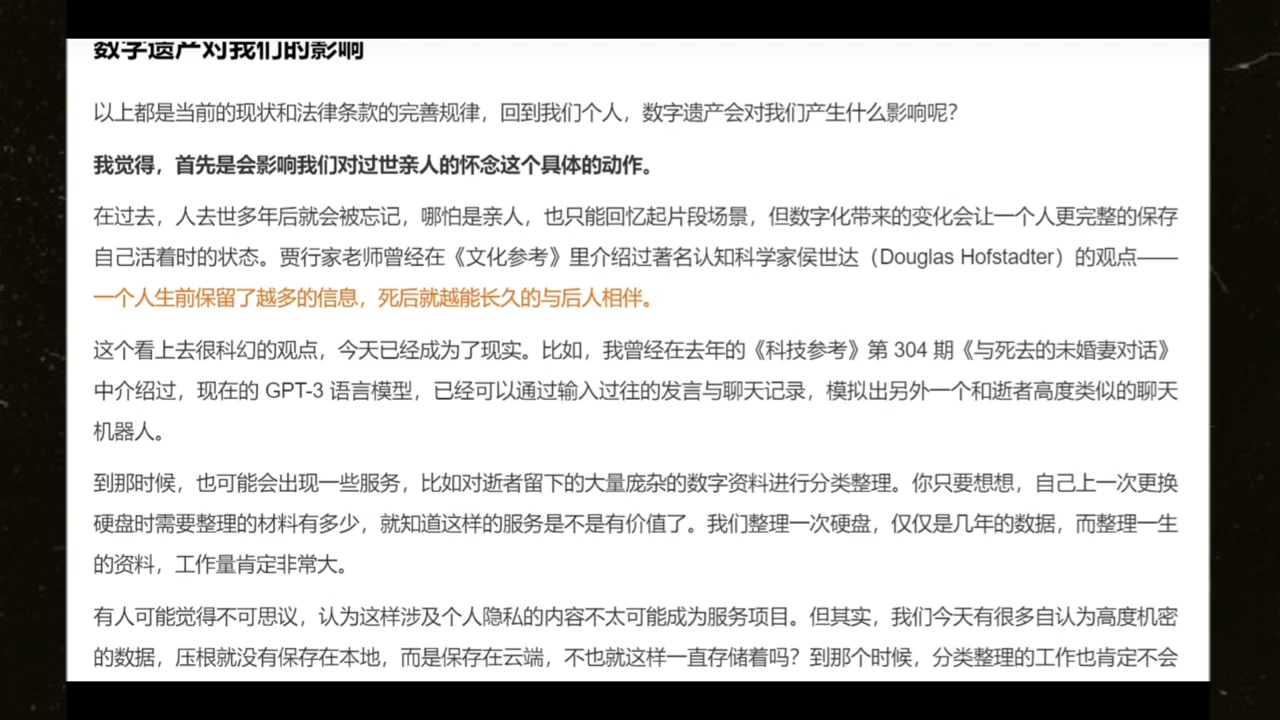 数字遗产对我们的影响
以上都是当前的现状和法律条款的完善规律，回到我们个人，数字遗产会对我们产生什么影响呢？
我觉得，首先是会影响我们对过世亲人的怀念这个具体的动作。
在过去，人去世多年后就会被忘记，哪怕是亲人，也只能回忆起片段场景，但数字化带来的变化会让一个人更完整的保存
自己活着时的状态。贾行家老师曾经在《文化参考》里介绍过著名认知科学家侯世达（Douglas Hofstadter）的观点——
一个人生前保留了越多的信息，死后就越能长久的与后人相伴。
这个看上去很科幻的观点，今天已经成为了现实。比如，我曾经在去年的《科技参考》第 304 期《与死去的未婚妻对话》
中介绍过，现在的 GPT-3 语言模型，已经可以通过输入过往的发言与聊天记录，模拟出另外一个和逝者高度类似的聊天
机器人。
到那时候，也可能会出现一些服务，比如对逝者留下的大量庞杂的数字资料进行分类整理。你只要想想，自己上一次更换
硬盘时需要整理的材料有多少，就知道这样的服务是不是有价值了。我们整理一次硬盘，仅仅是几年的数据，而整理一生
的资料，工作量肯定非常大。
有人可能觉得不可思议，认为这样涉及个人隐私的内容不太可能成为服务项目。但其实，我们今天有很多自认为高度机密
的数据，压根就没有保存在本地，而是保存在云端，不也就这样一直存储着吗？到那个时候，分类整理的工作也肯定不会